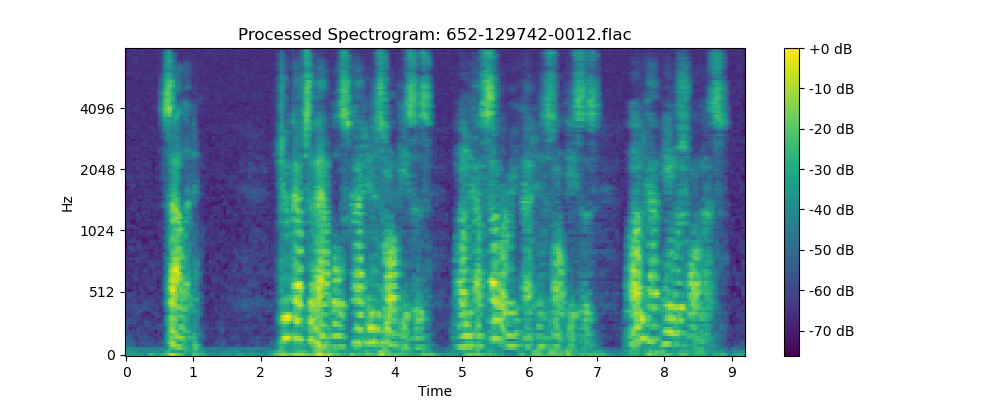 Processed Spectrogram: 652-129742-0012.flac
Hz
4096
2048
1024
512
0
0 1 2 3 4 5 6 7 8 9
Time
+0 dB
-10 dB
-20 dB
-30 dB
-40 dB
-50 dB
-60 dB
-70 dB